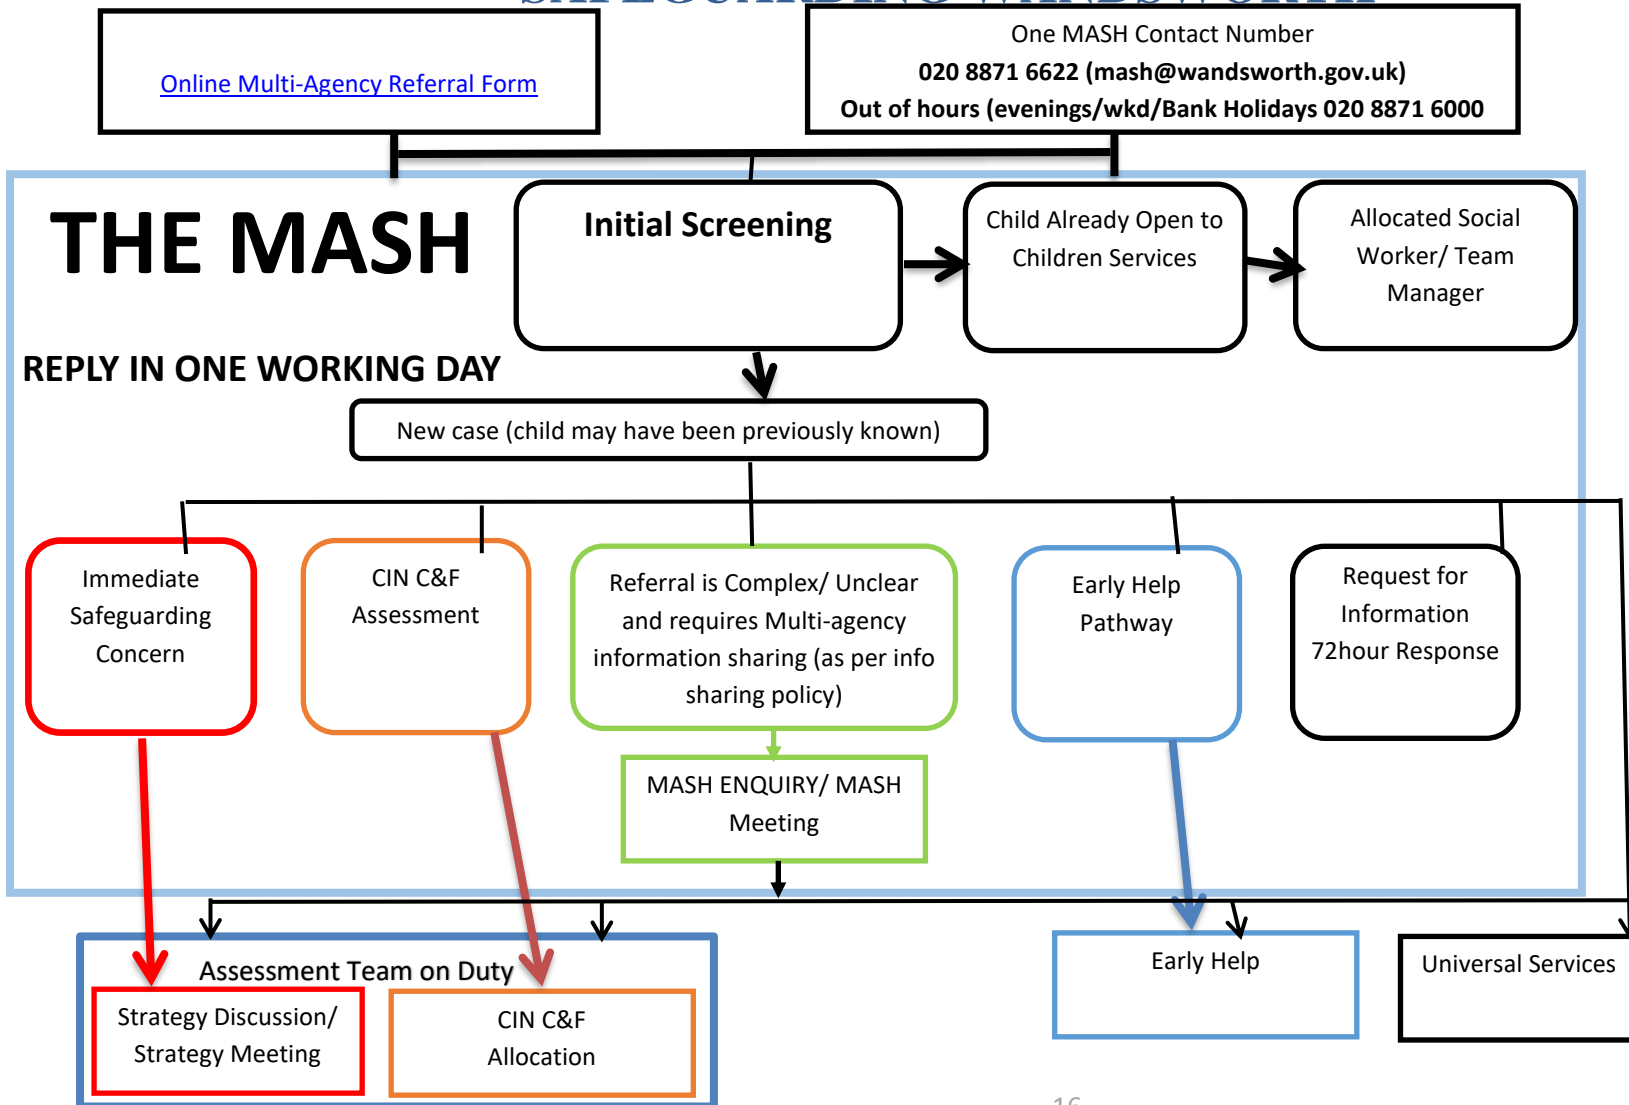 SAFEGUARDING WANDSWORTH
Online Multi-Agency Referral Form
One MASH Contact Number
020 8871 6622 (mash@wandsworth.gov.uk)
Out of hours (evenings/wkd/Bank Holidays 020 8871 6000
THE MASH
Initial Screening
Child Already Open to
Children Services
Allocated Social
Worker/ Team
Manager
REPLY IN ONE WORKING DAY
New case (child may have been previously known)
Immediate
Safeguarding
Concern
CIN C&F
Assessment
Referral is Complex/ Unclear
and requires Multi-agency
information sharing (as per info
sharing policy)
Early Help
Pathway
Request for
Information
72hour Response
MASH ENQUIRY/ MASH
Meeting
Assessment Team on Duty
Strategy Discussion/
Strategy Meeting
CIN C&F
Allocation
Early Help
Universal Services
16